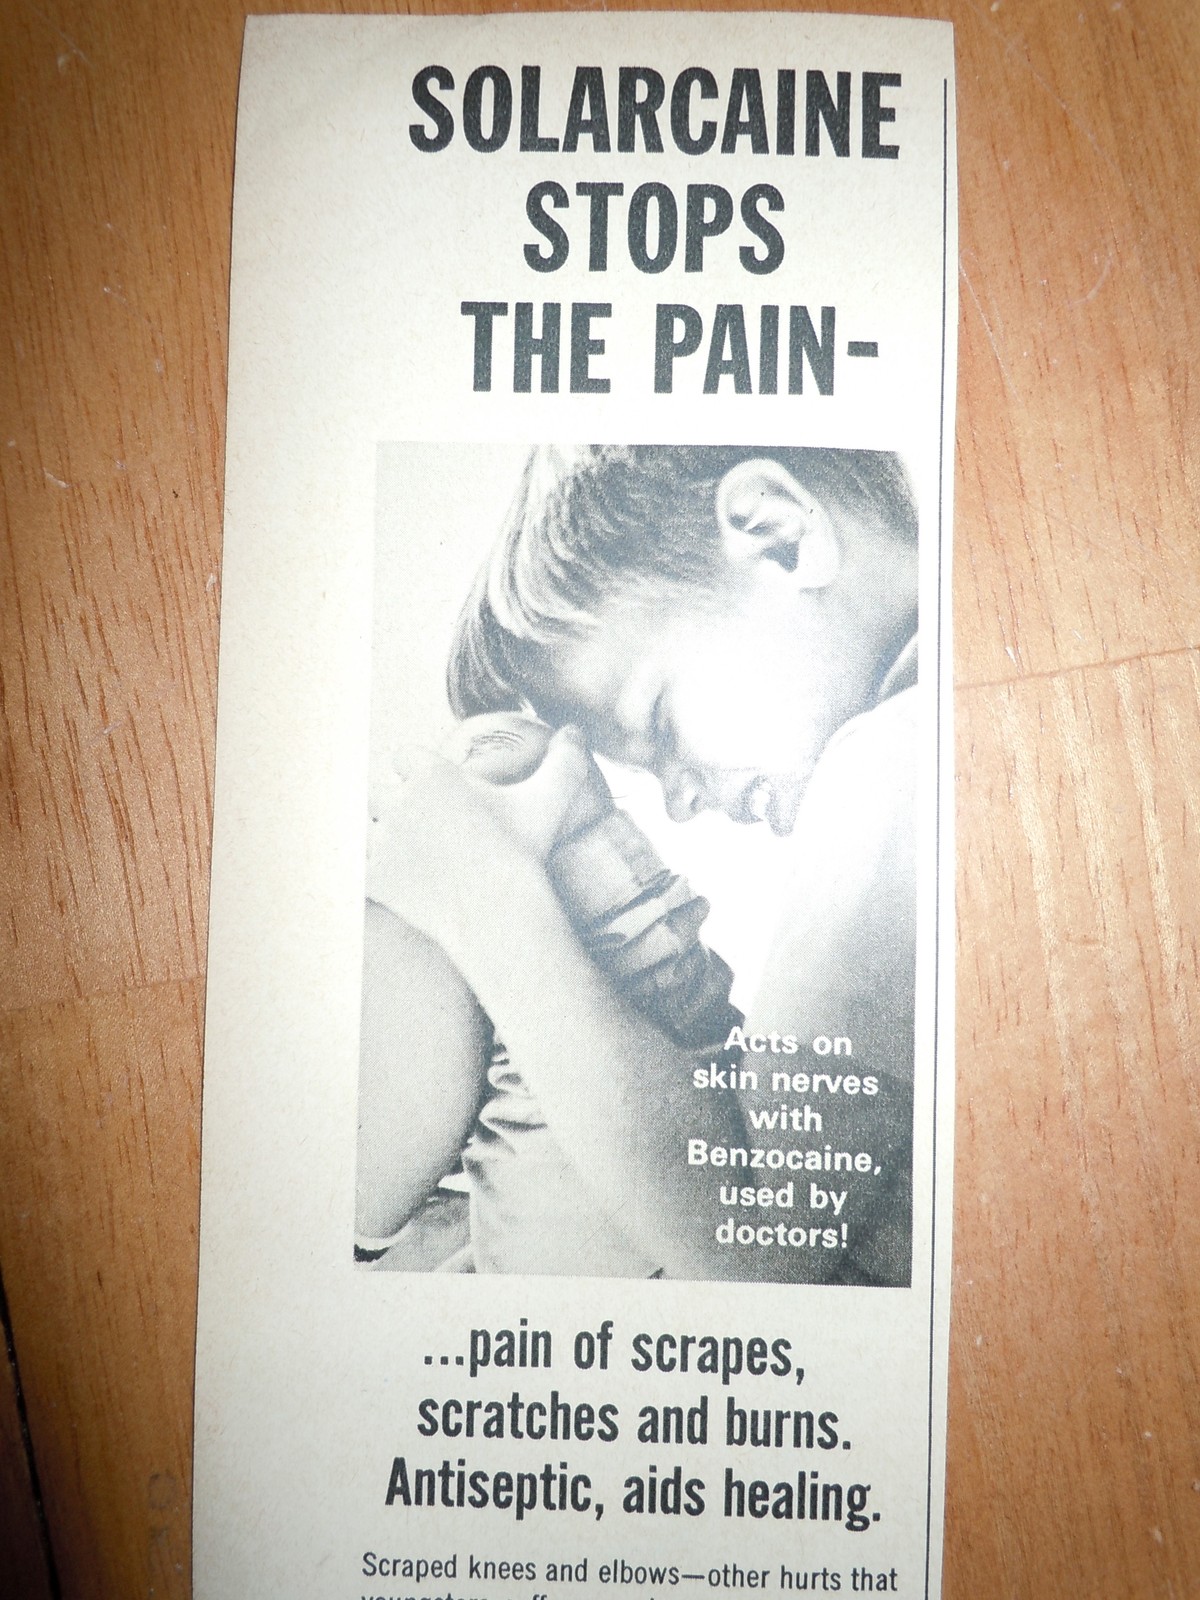 SOLARCAINE
STOPS
THE PAIN-
Acts on
skin nerves
with
Benzocaine,
used by
doctors!
...pain of scrapes,
scratches and burns.
Antiseptic, aids healing.
Scraped knees and elbows—other hurts that